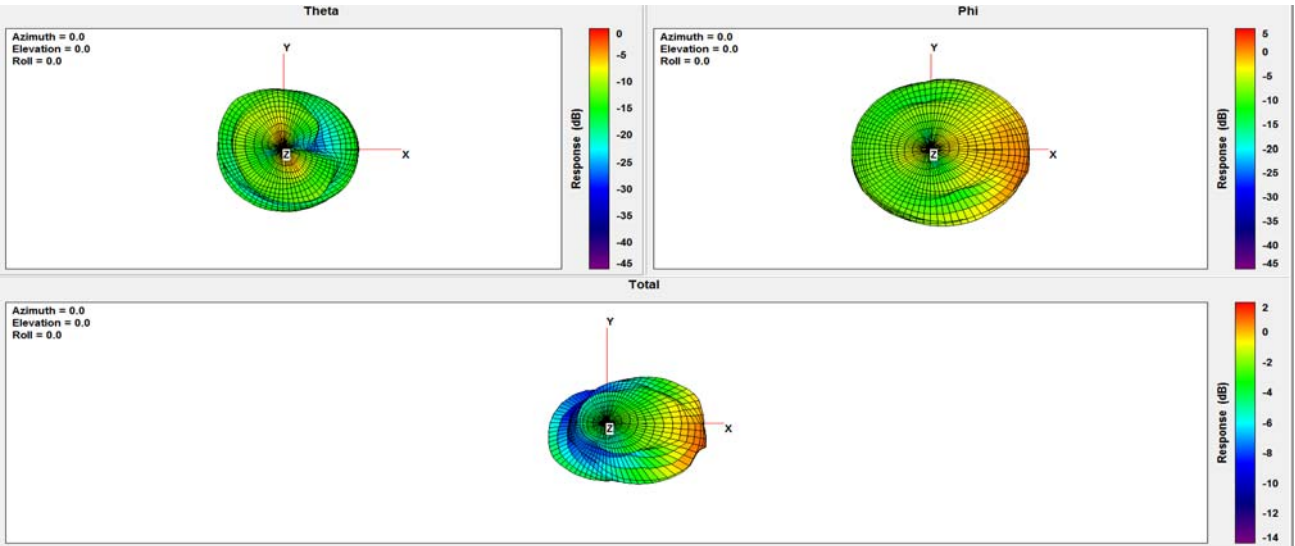 Theta
Azimuth = 0.0
Elevation = 0.0
Roll = 0.0
Y
Z
X
0
-5
-10
-15
-20
-25
-30
-35
-40
-45
Response (dB)
Phi
Azimuth = 0.0
Elevation = 0.0
Roll = 0.0
Y
Z
X
5
0
-5
-10
-15
-20
-25
-30
-35
-40
-45
Response (dB)
Total
Azimuth = 0.0
Elevation = 0.0
Roll = 0.0
Y
Z
X
2
0
-2
-4
-6
-8
-10
-12
-14
Response (dB)